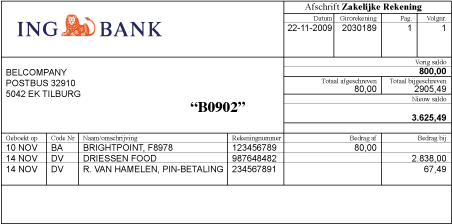 Afschrift Zakelijke Rekening
Datum Girorekening Pag. Volgnr.
22-11-2009 2030189 1 1
ING BANK
Vorig saldo
800,00
Totaal afgeschreven Totaal bijgeschreven
80,00 2905,49
Nieuw saldo
3.625,49
BELCOMPANY
POSTBUS 32910
5042 EK TILBURG
“B0902”
Geboekt op Code Nr Naam/omschrijving Rekeningnummer Bedrag af Bedrag bij
10 NOV BA BRIGHTPOINT, F8978 123456789 80,00
14 NOV DV DRIESSEN FOOD 987648482 2.838,00
14 NOV DV R. VAN HAMELEN, PIN-BETALING 234567891 67,49